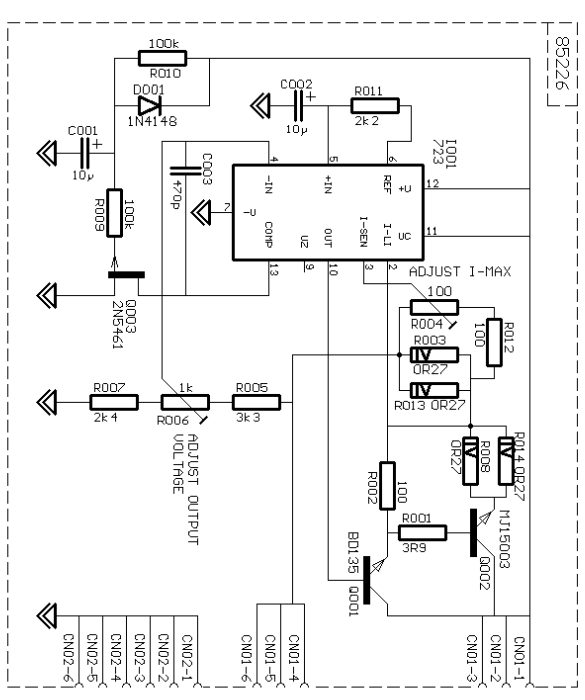 85226
100k
R010
D001
1N4148
C001
10µ
C002
10µ
R011
2k2
I001
723
C003
470p
4
5
6
-IN
+IN
REF
+U
12
7
-U
UC
11
COMP
UZ
OUT
I-SEN
I-LI
13
9
10
3
2
R009
100k
Q003
2N5461
ADJUST I-MAX
100
R004
R012
100
R003
0R27
R013 0R27
R007
2k4
1k
R006
R005
3k3
ADJUST OUTPUT
VOLTAGE
R008
0R27
R014 0R27
R002
100
R001
3R9
MJ15003
Q002
BD135
Q001
CN02-6
CN02-5
CN02-4
CN02-3
CN02-2
CN02-1
CN01-6
CN01-5
CN01-4
CN01-3
CN01-2
CN01-1